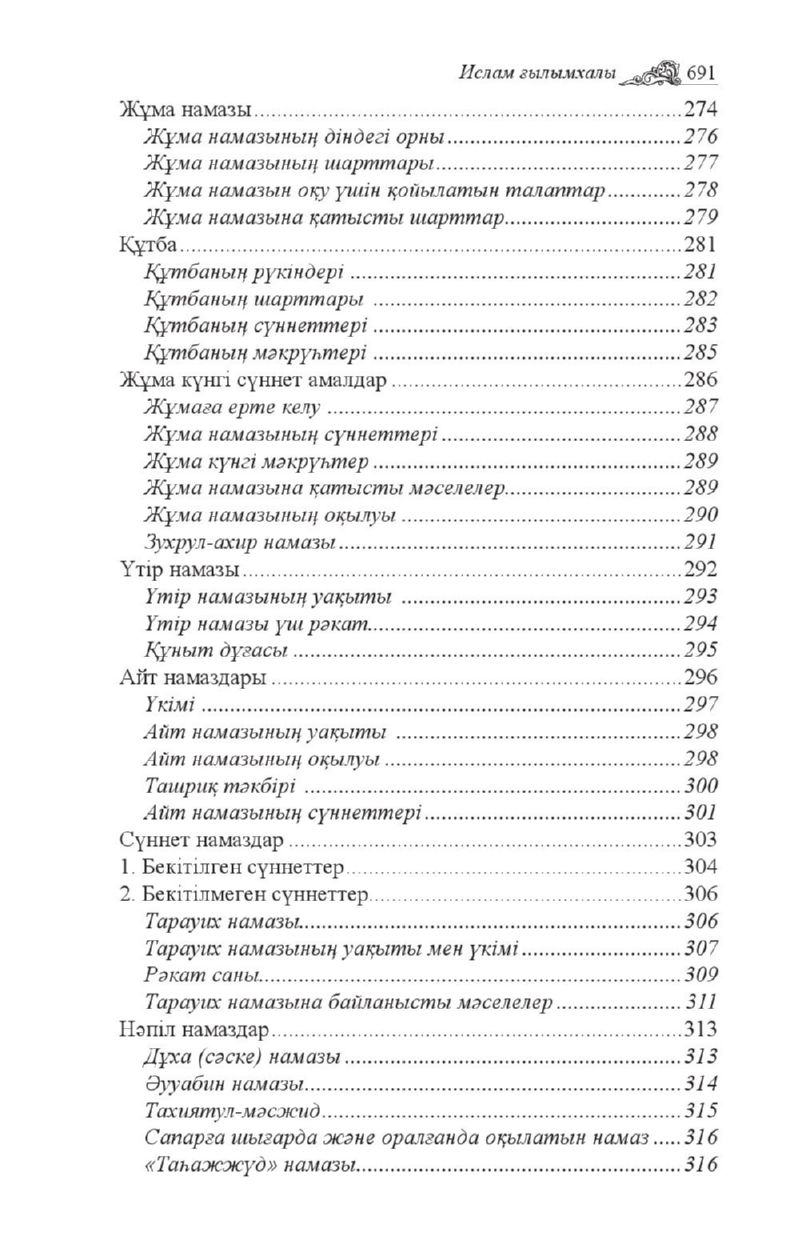 Ислам ғылымхалы 691
Жұма намазы 274
Жұма намазының діндегі орны 276
Жұма намазының шарттары 277
Жұма намазын оқу үшін қойылатын талаптар 278
Жұма намазына қатысты шарттар 279
Құтба 281
Құтбаның рүкіндері 281
Құтбаның шарттары 282
Құтбаның сүннеттері 283
Құтбаның мәкрүһтері 285
Жұма күнгі сүннет амалдар 286
Жұмаға ерте келу 287
Жұма намазының сүннеттері 288
Жұма күнгі мәкрүһтер 289
Жұма намазына қатысты мәселелер 289
Жұма намазының оқылуы 290
Зухрул-ахир намазы 291
Үтір намазы 292
Үтір намазының уақыты 293
Үтір намазы үш рәкат 294
Құныт дұғасы 295
Айт намаздары 296
Үкімі 297
Айт намазының уақыты 298
Айт намазының оқылуы 298
Ташриқ тәкбірі 300
Айт намазының сүннеттері 301
Сүннет намаздар 303
1. Бекітілген сүннеттер 304
2. Бекітілмеген сүннеттер 306
Тарауих намазы 306
Тарауих намазының уақыты мен үкімі 307
Рәкат саны 309
Тарауих намазына байланысты мәселелер 311
Нәпіл намаздар 313
Дұха (сәске) намазы 313
Әууабин намазы 314
Тахиятул-мәсжид 315
Сапарға шығарда және оралғанда оқылатын намаз 316
«Таһажжүд» намазы 316